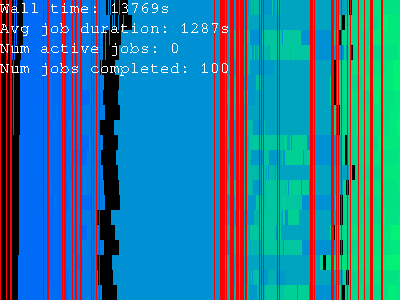 Wall time: 13769s
Avg job duration: 1287s
Num active jobs: 0
Num jobs completed: 100